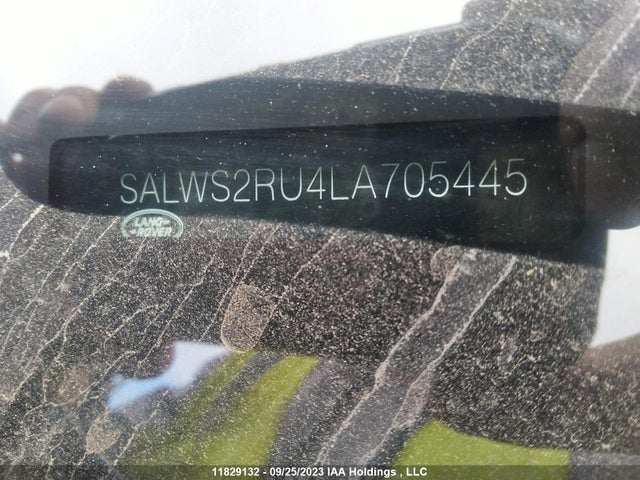 SALWS2RU4LA705445
LAND-
ROVER
11829132 - 09/25/2023 IAA Holdings , LLC